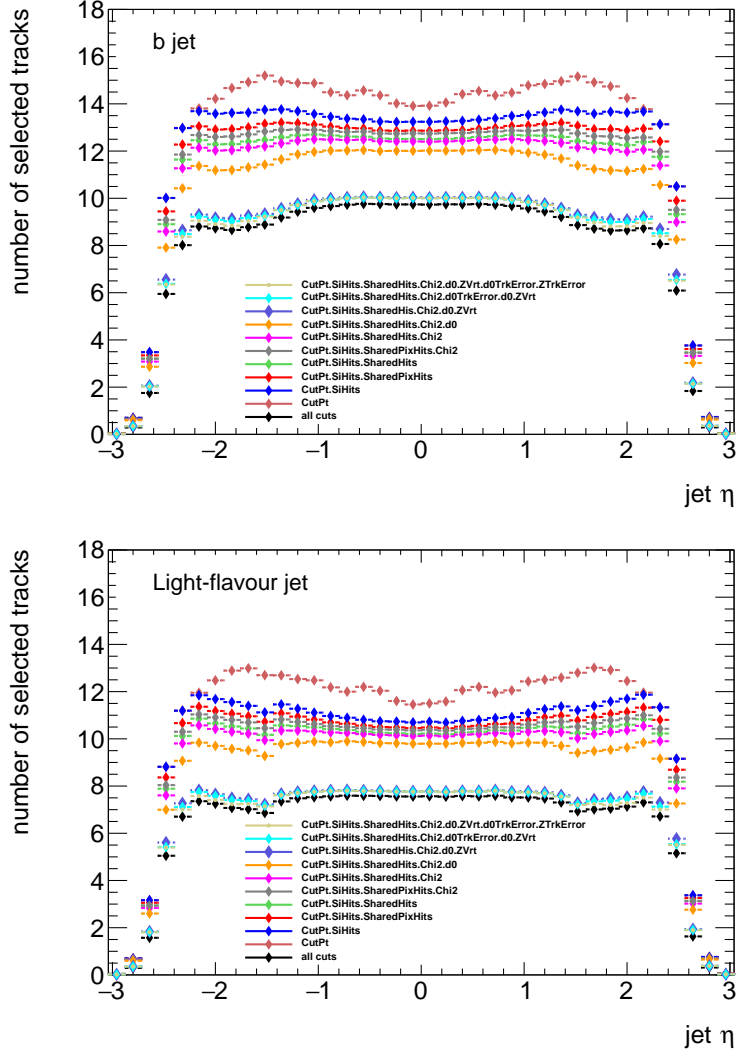 18
b jet
16
14
12
10
8
6
4
2
0
number of selected tracks
CutPt.SiHits.SharedHits.Chi2.d0.ZVrt.d0TrkError.ZTrkError
CutPt.SiHits.SharedHits.Chi2.d0TrkError.d0.ZVrt
CutPt.SiHits.SharedHis.Chi2.d0.ZVrt
CutPt.SiHits.SharedHits.Chi2.d0
CutPt.SiHits.SharedHits.Chi2
CutPt.SiHits.SharedPixHits.Chi2
CutPt.SiHits.SharedHits
CutPt.SiHits.SharedPixHits
CutPt.SiHits
CutPt
all cuts
−3 −2 −1 0 1 2 3
jet η
18
Light-flavour jet
16
14
12
10
8
6
4
2
0
number of selected tracks
CutPt.SiHits.SharedHits.Chi2.d0.ZVrt.d0TrkError.ZTrkError
CutPt.SiHits.SharedHits.Chi2.d0TrkError.d0.ZVrt
CutPt.SiHits.SharedHis.Chi2.d0.ZVrt
CutPt.SiHits.SharedHits.Chi2.d0
CutPt.SiHits.SharedHits.Chi2
CutPt.SiHits.SharedPixHits.Chi2
CutPt.SiHits.SharedHits
CutPt.SiHits.SharedPixHits
CutPt.SiHits
CutPt
all cuts
−3 −2 −1 0 1 2 3
jet η